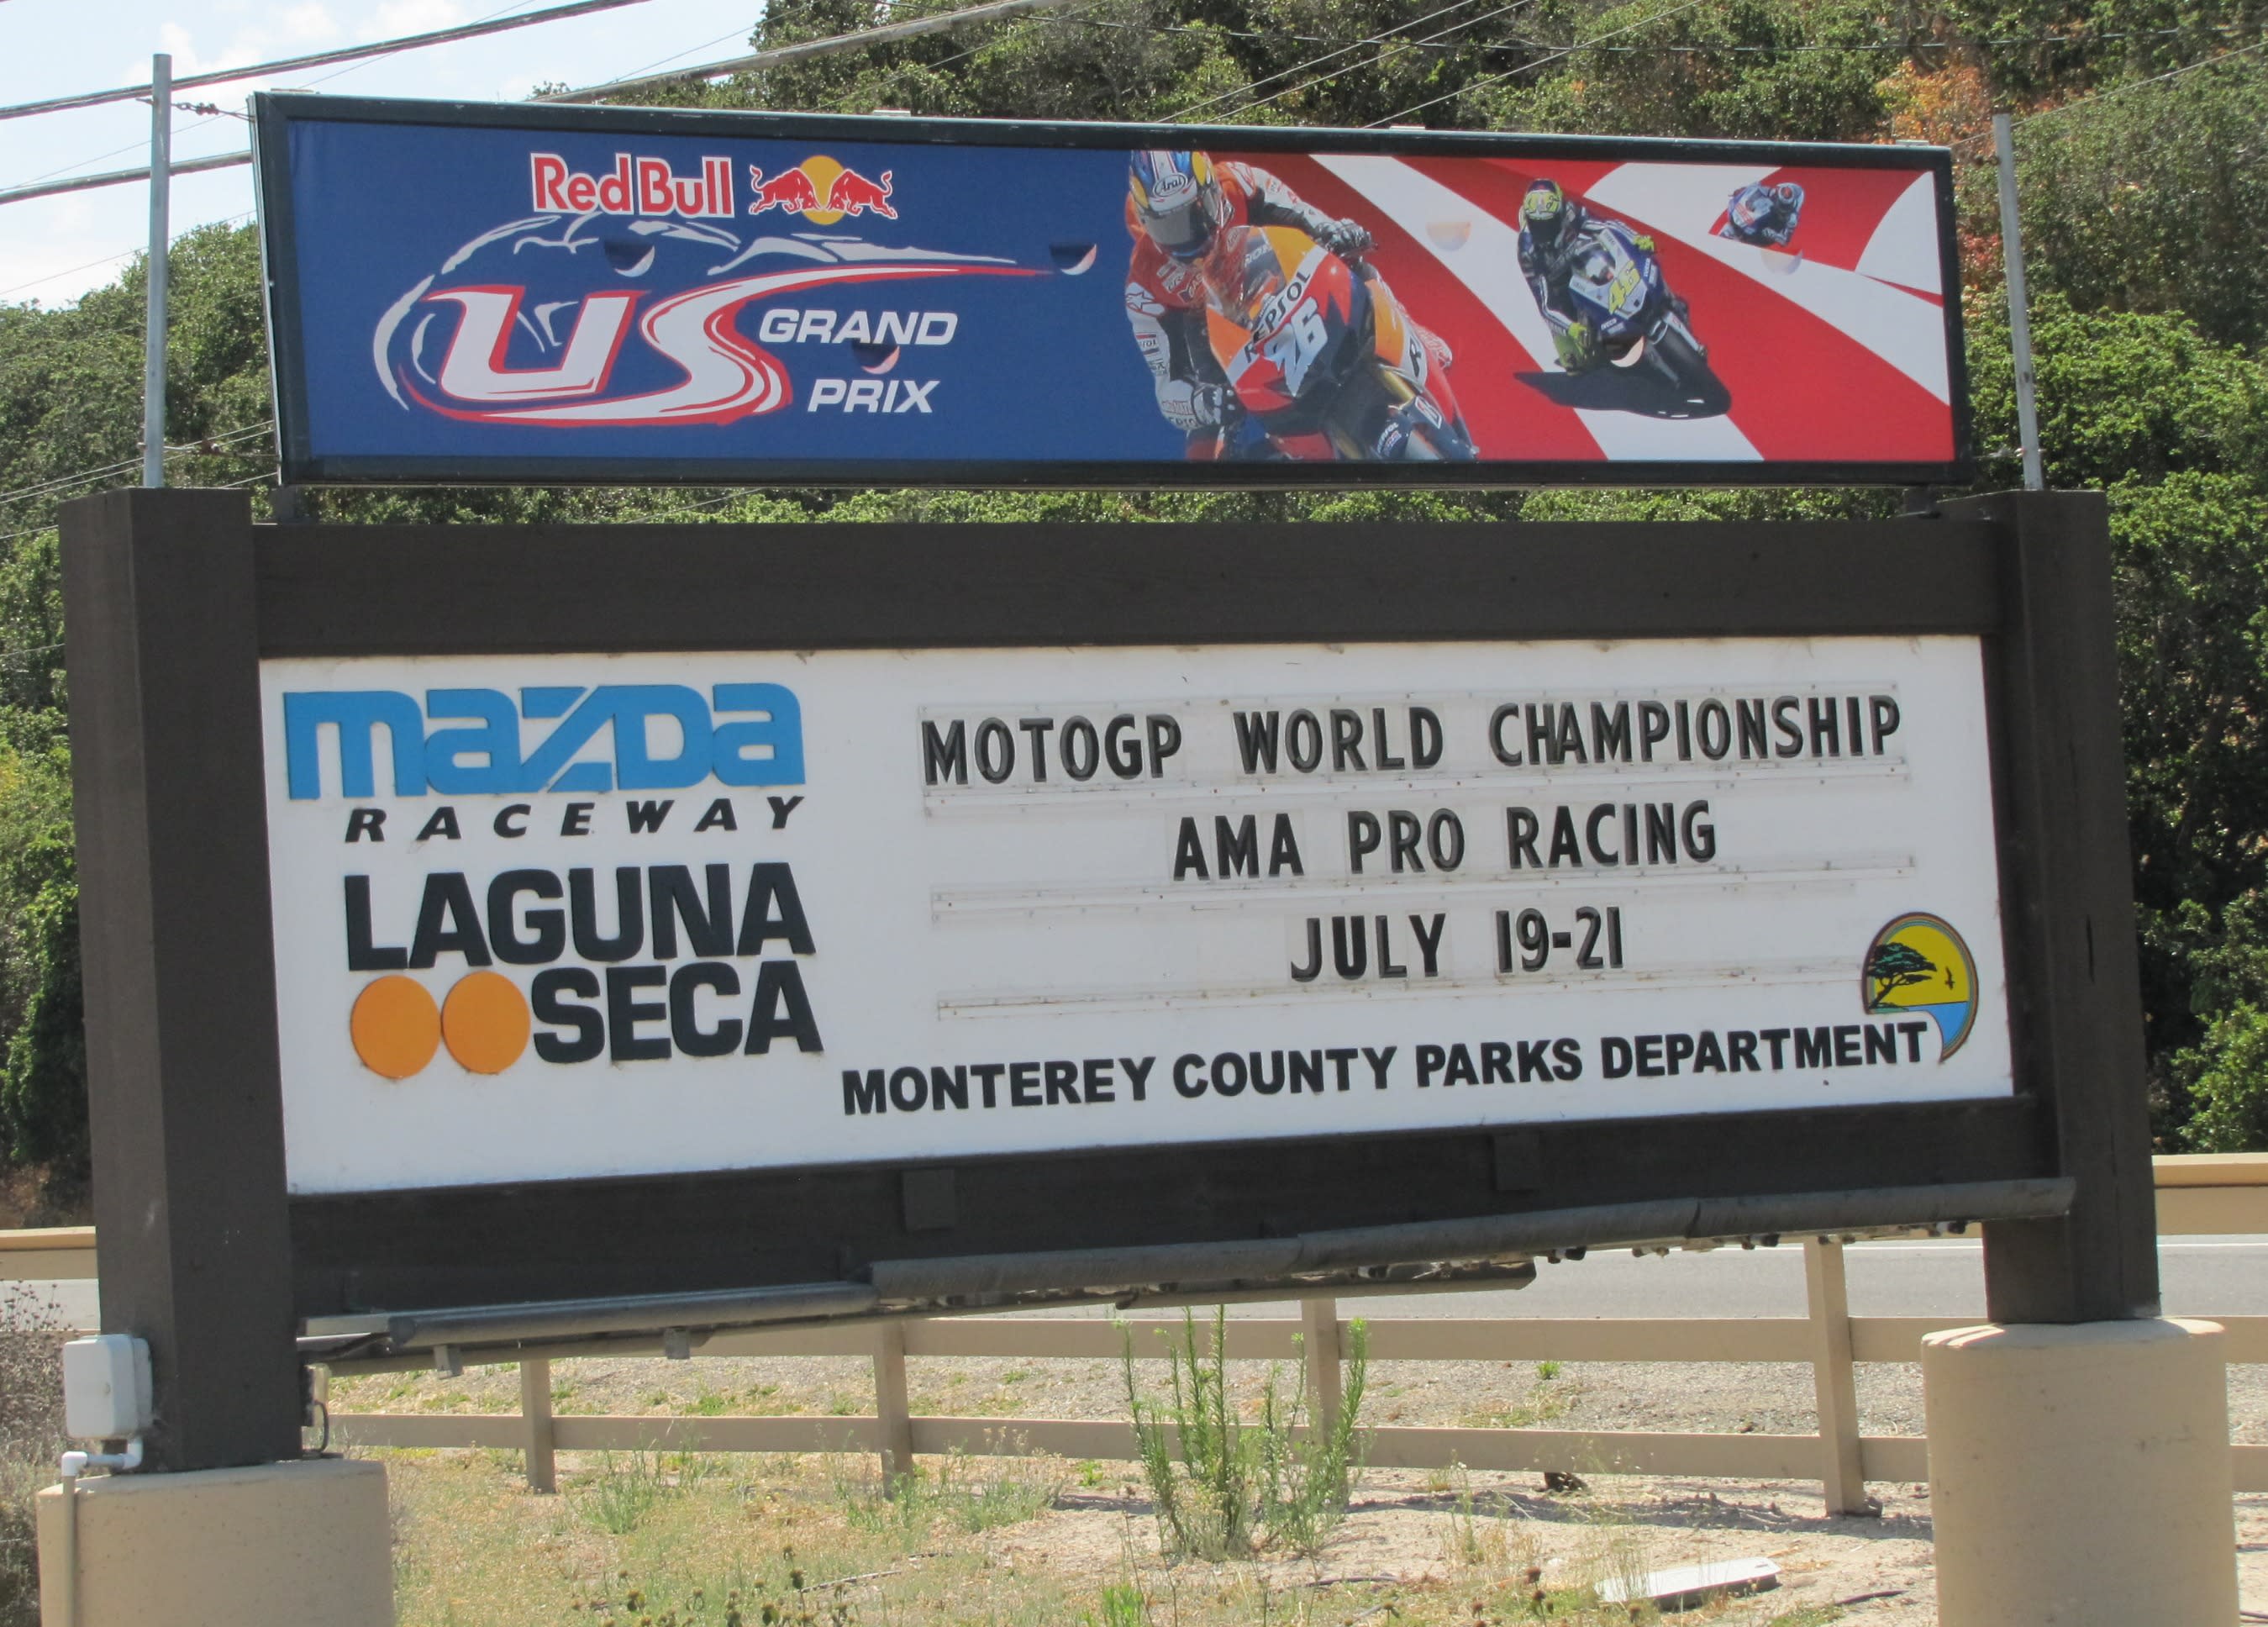 Red Bull
US GRAND
PRIX
Arai
REPSOL
26
46
mazda
RACEWAY
LAGUNA
SECA
MOTOGP WORLD CHAMPIONSHIP
AMA PRO RACING
JULY 19-21
MONTEREY COUNTY PARKS DEPARTMENT